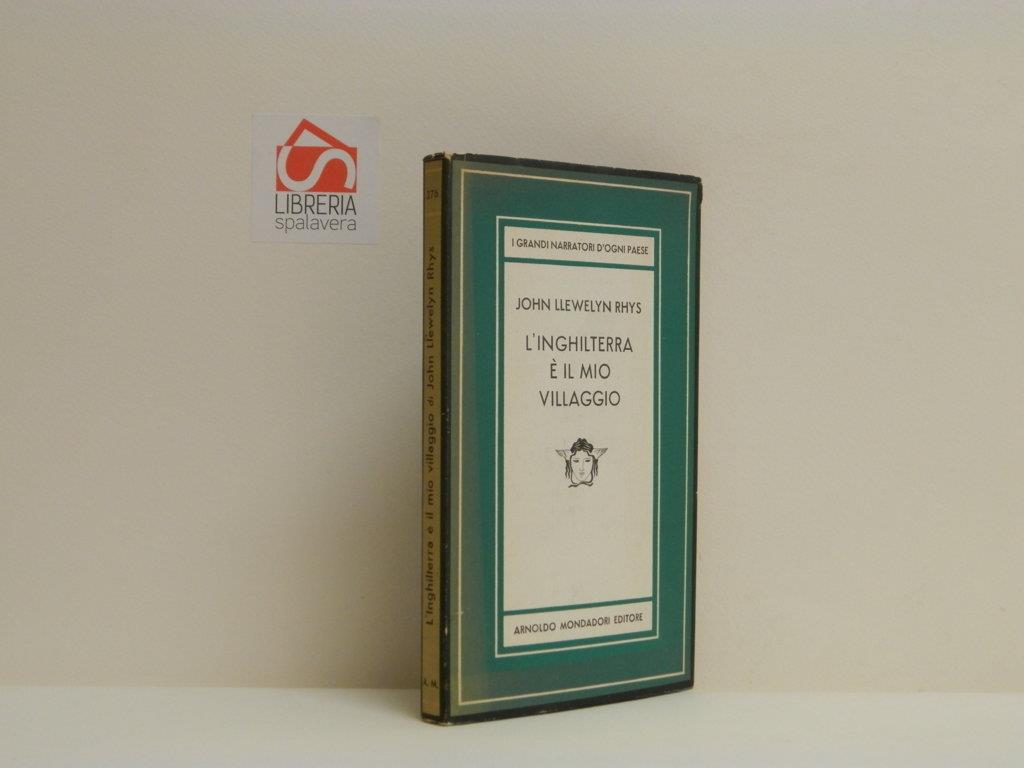 LIBRERIA
spalavera
376
L'Inghilterra è il mio villaggio di John Llewelyn Rhys
A. M.
I GRANDI NARRATORI D'OGNI PAESE
JOHN LLEWELYN RHYS
L'INGHILTERRA
È IL MIO
VILLAGGIO
ARNOLDO MONDADORI EDITORE